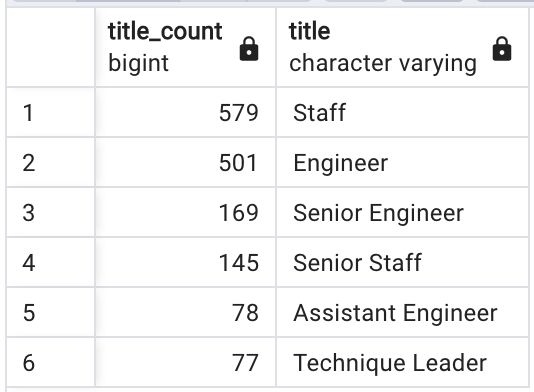 title_count title
bigint character varying
1 579 Staff
2 501 Engineer
3 169 Senior Engineer
4 145 Senior Staff
5 78 Assistant Engineer
6 77 Technique Leader